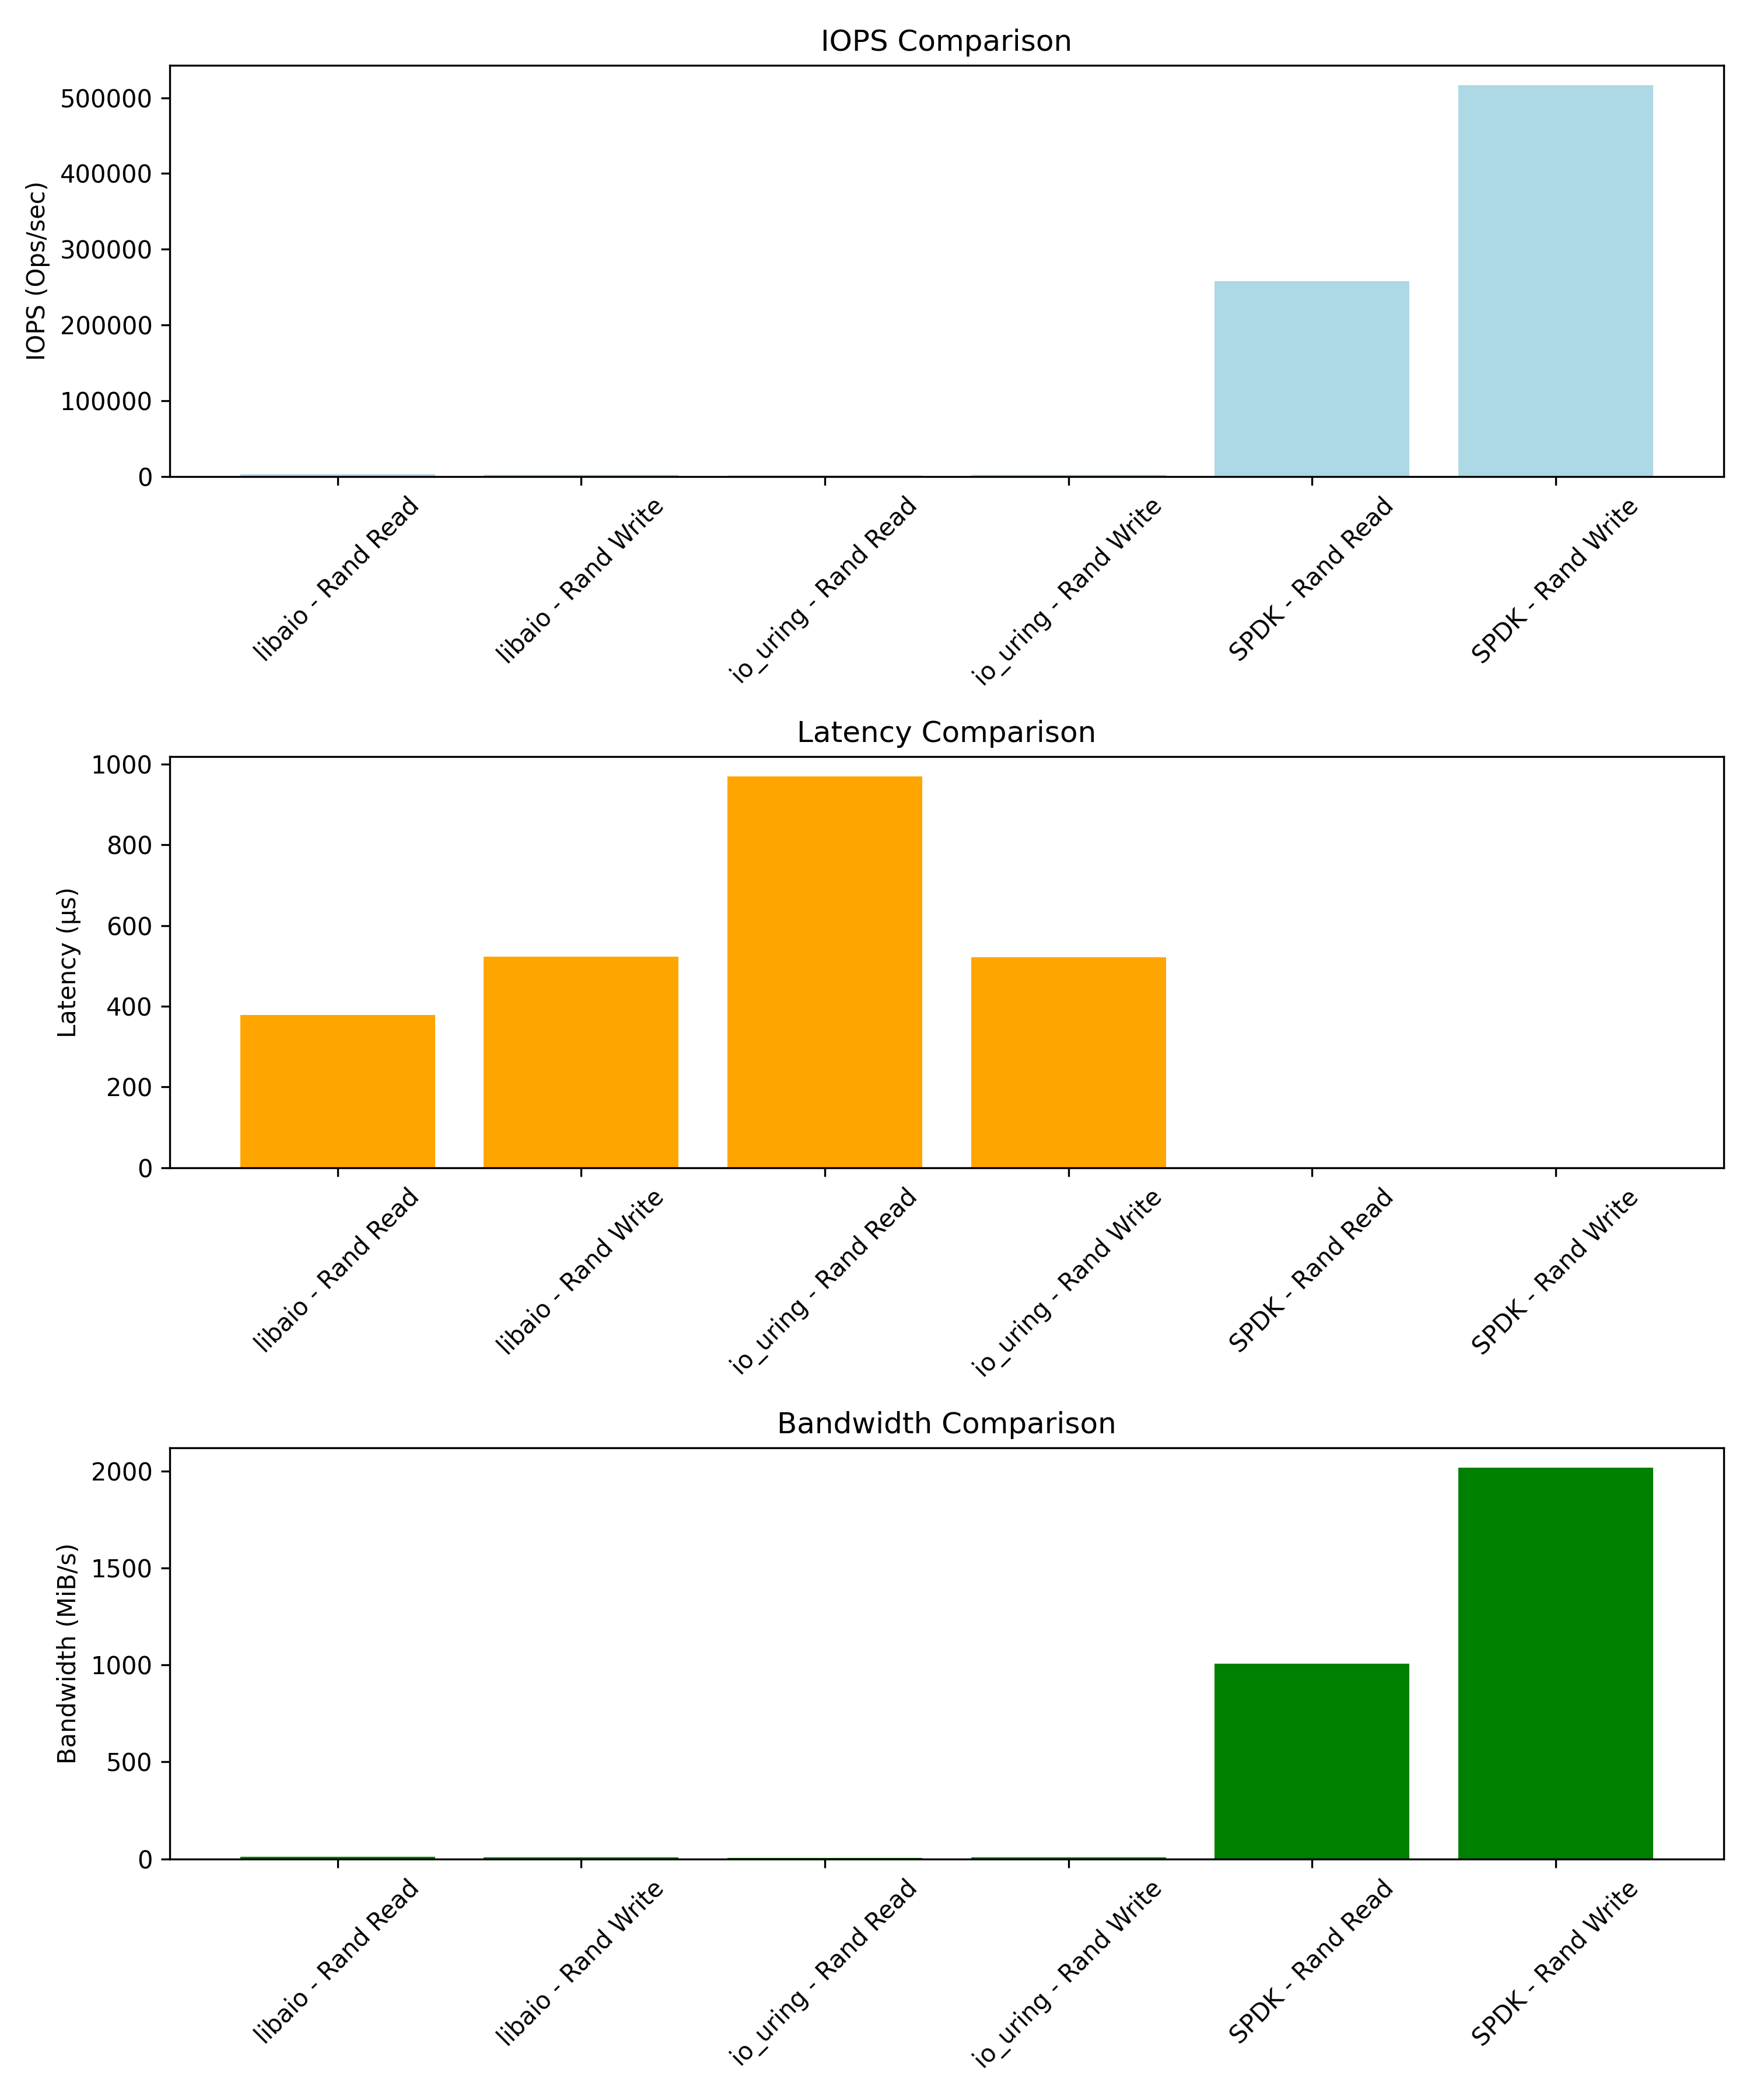 IOPS Comparison
IOPS (Ops/sec)
500000
400000
300000
200000
100000
0
libaio - Rand Read
libaio - Rand Write
io_uring - Rand Read
io_uring - Rand Write
SPDK - Rand Read
SPDK - Rand Write
Latency Comparison
Latency (µs)
1000
800
600
400
200
0
libaio - Rand Read
libaio - Rand Write
io_uring - Rand Read
io_uring - Rand Write
SPDK - Rand Read
SPDK - Rand Write
Bandwidth Comparison
Bandwidth (MiB/s)
2000
1500
1000
500
0
libaio - Rand Read
libaio - Rand Write
io_uring - Rand Read
io_uring - Rand Write
SPDK - Rand Read
SPDK - Rand Write